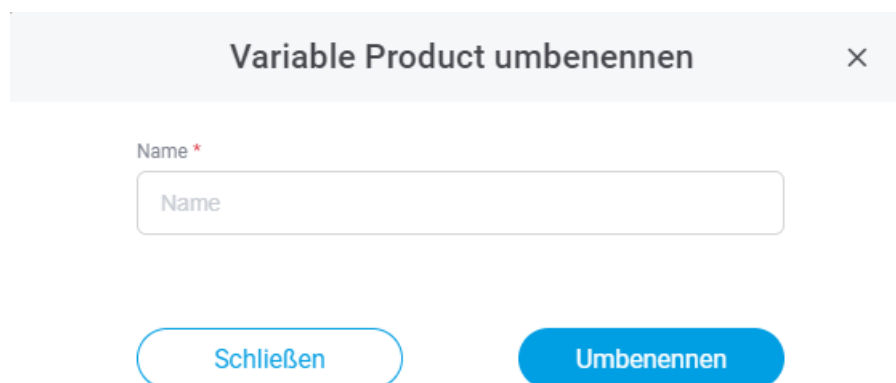 Variable Product umbenennen
Name *
Name
Schließen
Umbenennen